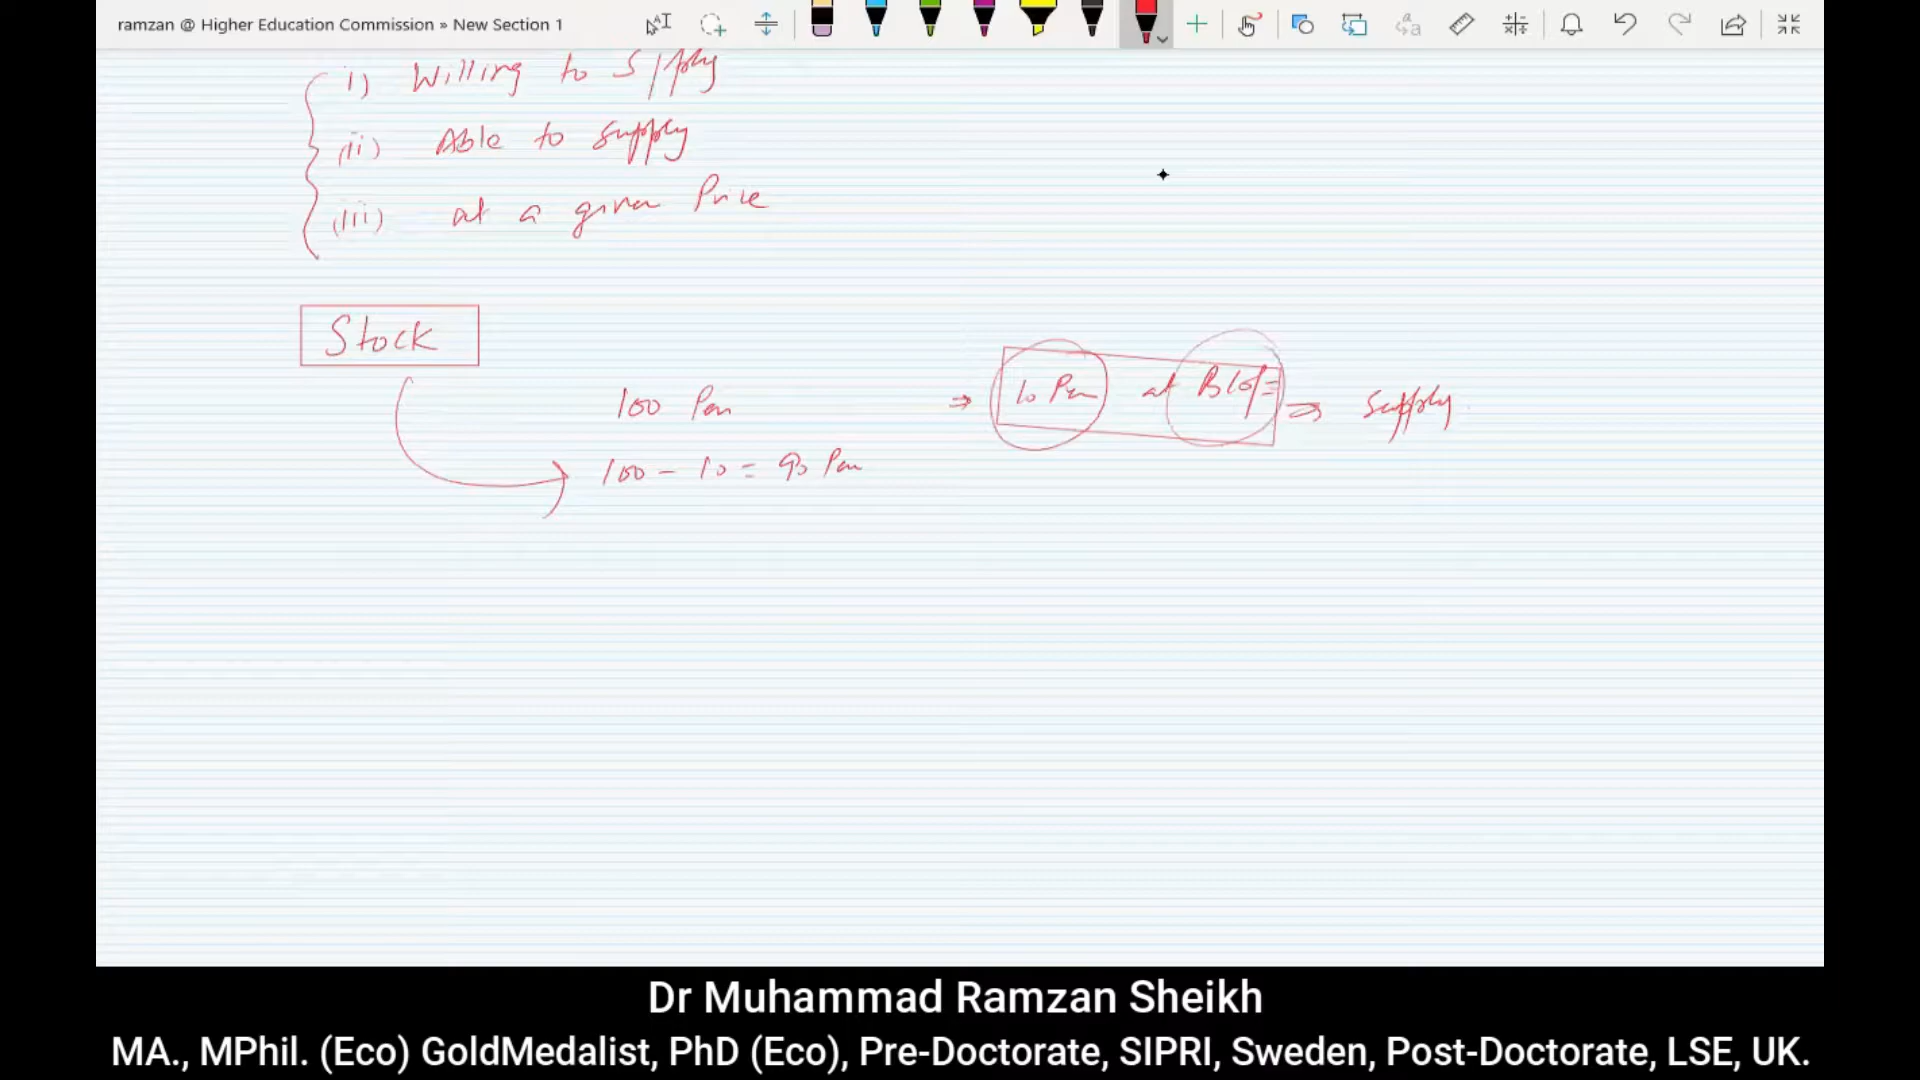 ramzan @ Higher Education Commission » New Section 1
i) Willing to Supply
(ii) Able to supply
(iii) at a given Price
Stock
100 Pen ⇒ 10 Pen at ⇒ Supply
100 - 10 = 90 Pen
Dr Muhammad Ramzan Sheikh
MA., MPhil. (Eco) GoldMedalist, PhD (Eco), Pre-Doctorate, SIPRI, Sweden, Post-Doctorate, LSE, UK.